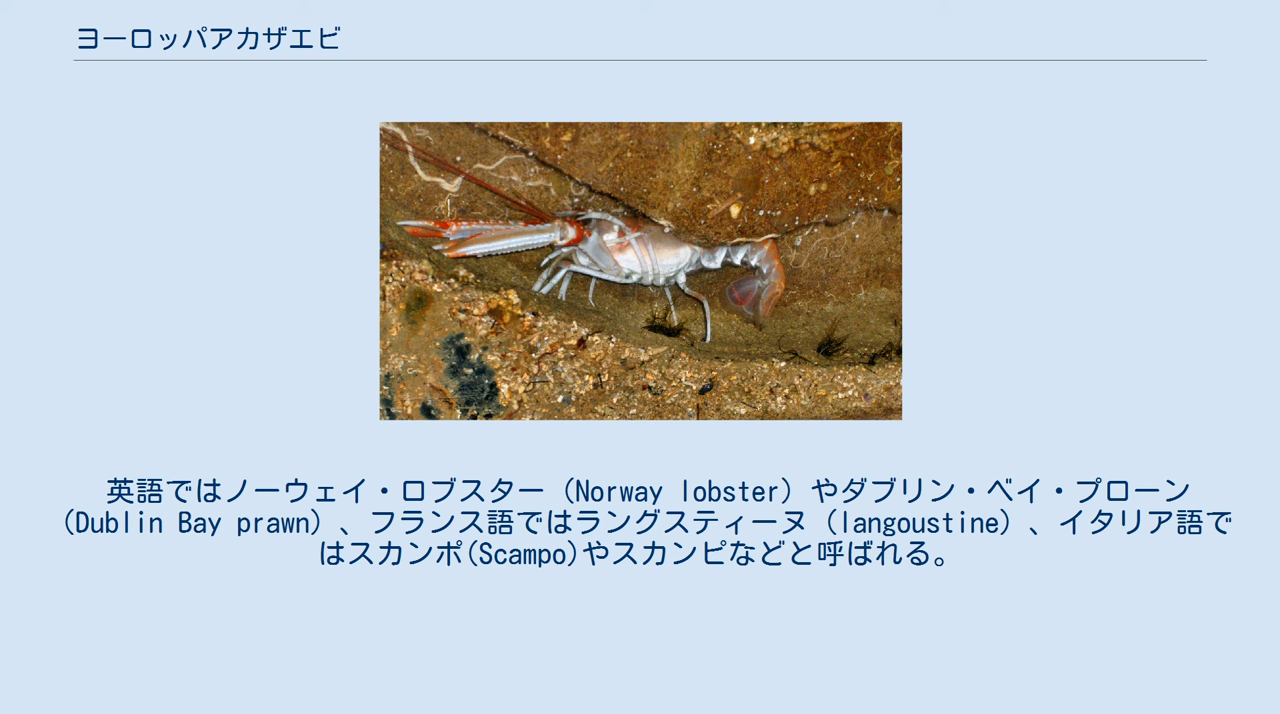 ヨーロッパアカザエビ
英語ではノーウェイ・ロブスター（Norway lobster）やダブリン・ベイ・プローン
（Dublin Bay prawn）、フランス語ではラングスティーヌ（langoustine）、イタリア語で
はスカンポ(Scampo)やスカンピなどと呼ばれる。